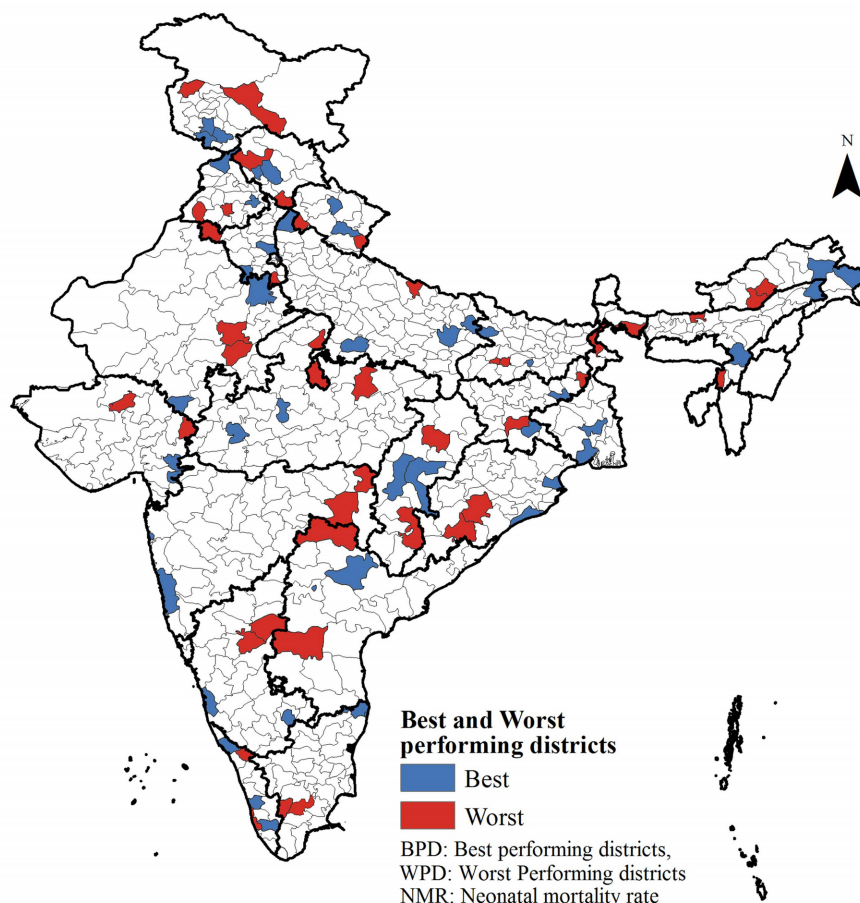 N
Best and Worst
performing districts
Best
Worst
BPD: Best performing districts,
WPD: Worst Performing districts
NMR: Neonatal mortality rate